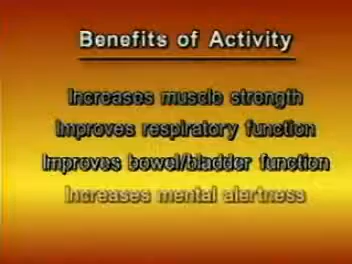 Benefits of Activity
Increases muscle strength
Improves respiratory function
Improves bowel/bladder function
Increases mental alertness